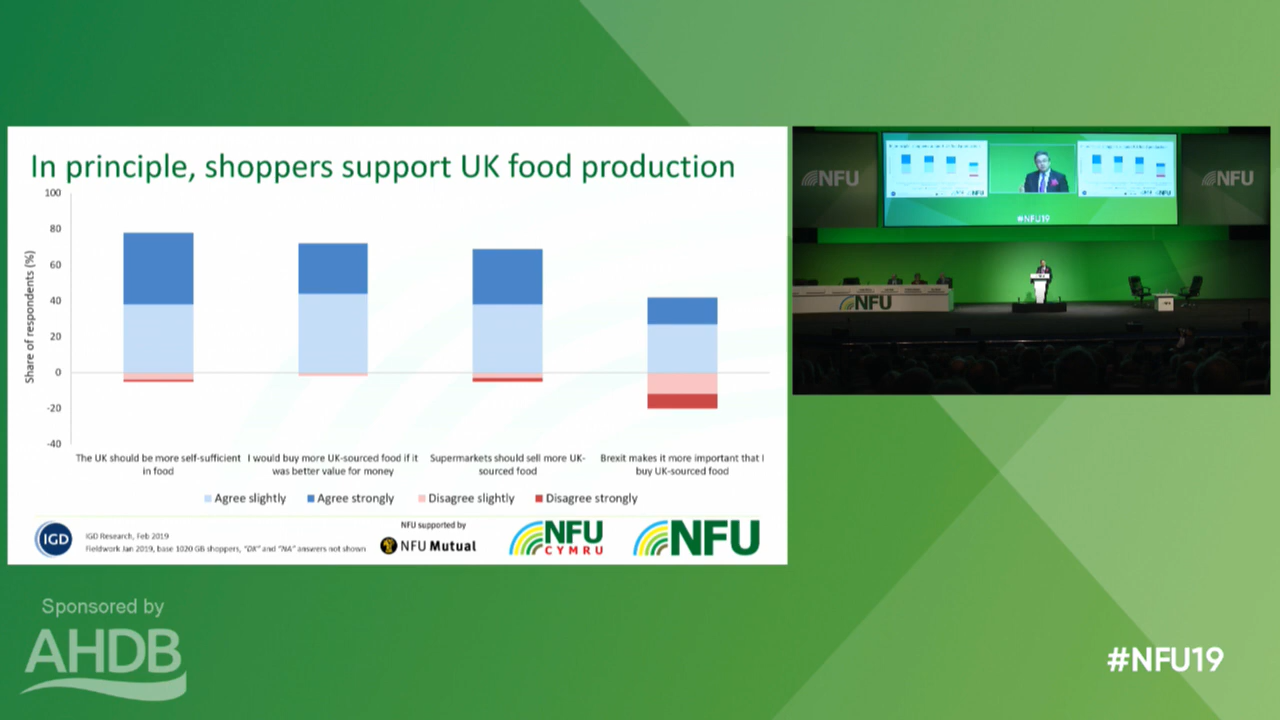 In principle, shoppers support UK food production
Share of respondents (%)
100
80
60
40
20
0
-20
-40
The UK should be more self-sufficient
in food
I would buy more UK-sourced food if it
was better value for money
Supermarkets should sell more UK-
sourced food
Brexit makes it more important that I
buy UK-sourced food
Agree slightly
Agree strongly
Disagree slightly
Disagree strongly
IGD
IGD Research, Feb 2019
Fieldwork Jan 2019, base 1020 GB shoppers, "DK" and "NA" answers not shown
NFU supported by
NFU Mutual
NFU
CYMRU
NFU
NFU
NFU
#NFU19
NFU
Sponsored by
AHDB
#NFU19